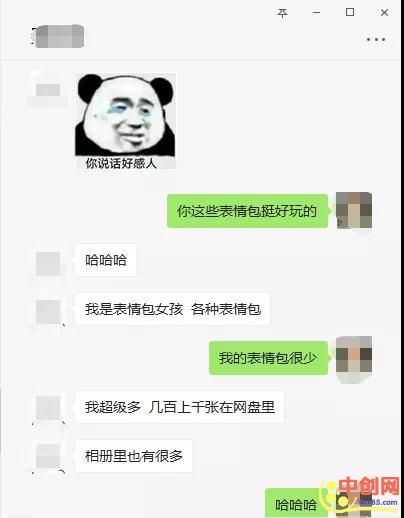 你说话好感人
你这些表情包挺好玩的
哈哈哈
我是表情包女孩 各种表情包
我的表情包很少
我超级多 几百上千张在网盘里
相册里也有很多
哈哈哈
中创网